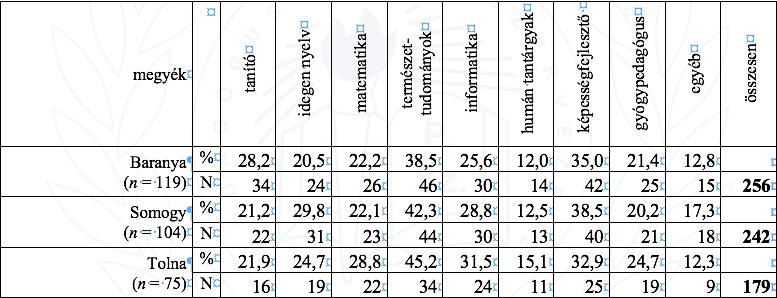 megyék tanító idegen nyelv matematika természet-tudományok informatika humán tantárgyak képességfejlesztő gyógypedagógus egyéb összesen
Baranya % 28,2 20,5 22,2 38,5 25,6 12,0 35,0 21,4 12,8
(n = 119) N 34 24 26 46 30 14 42 25 15 256
Somogy % 21,2 29,8 22,1 42,3 28,8 12,5 38,5 20,2 17,3
(n = 104) N 22 31 23 44 30 13 40 21 18 242
Tolna % 21,9 24,7 28,8 45,2 31,5 15,1 32,9 24,7 12,3
(n = 75) N 16 19 22 34 24 11 25 19 9 179